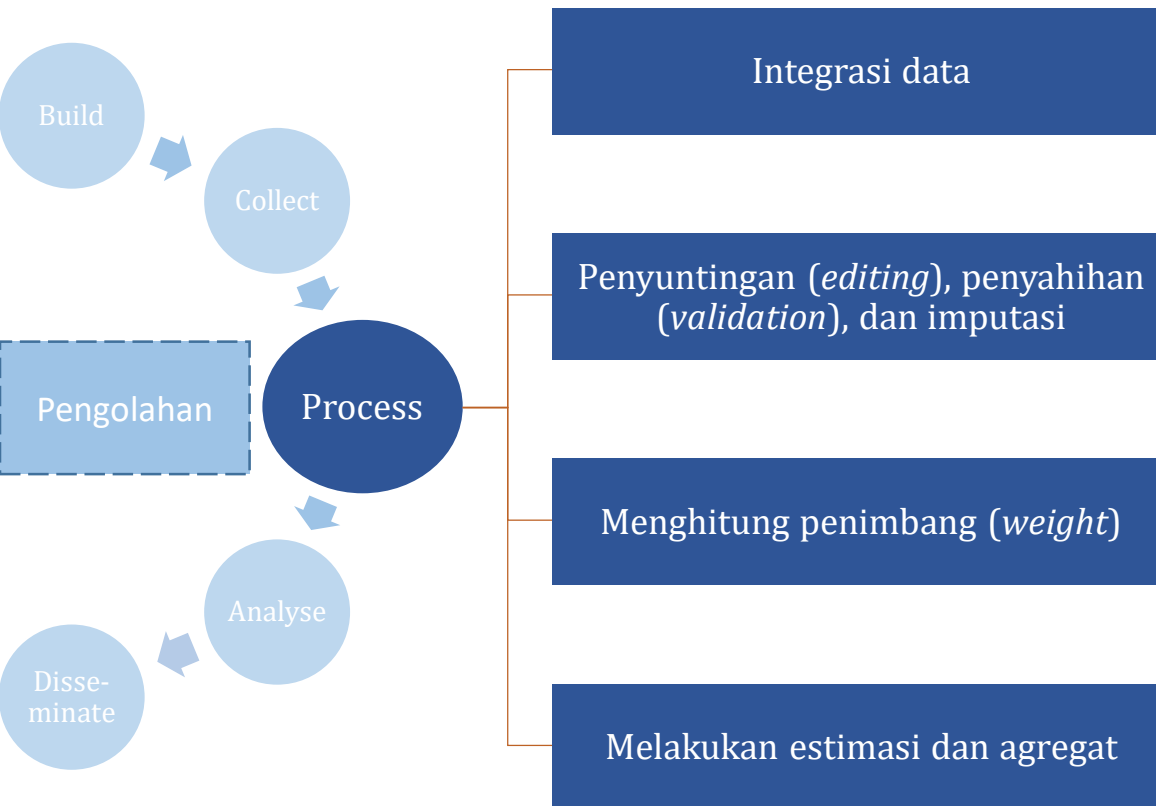 Build
Collect
Pengolahan
Process
Analyse
Disse-
minate
Integrasi data
Penyuntingan (editing), penyahihan
(validation), dan imputasi
Menghitung penimbang (weight)
Melakukan estimasi dan agregat